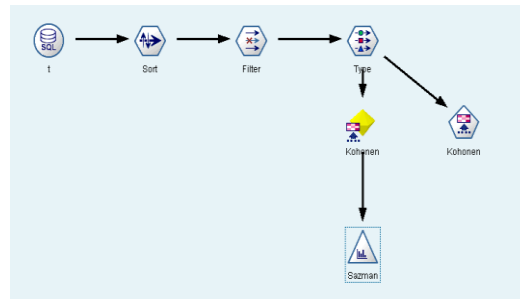 SQL
t
Sort
Filter
Type
Kohonen
Kohonen
Sazman